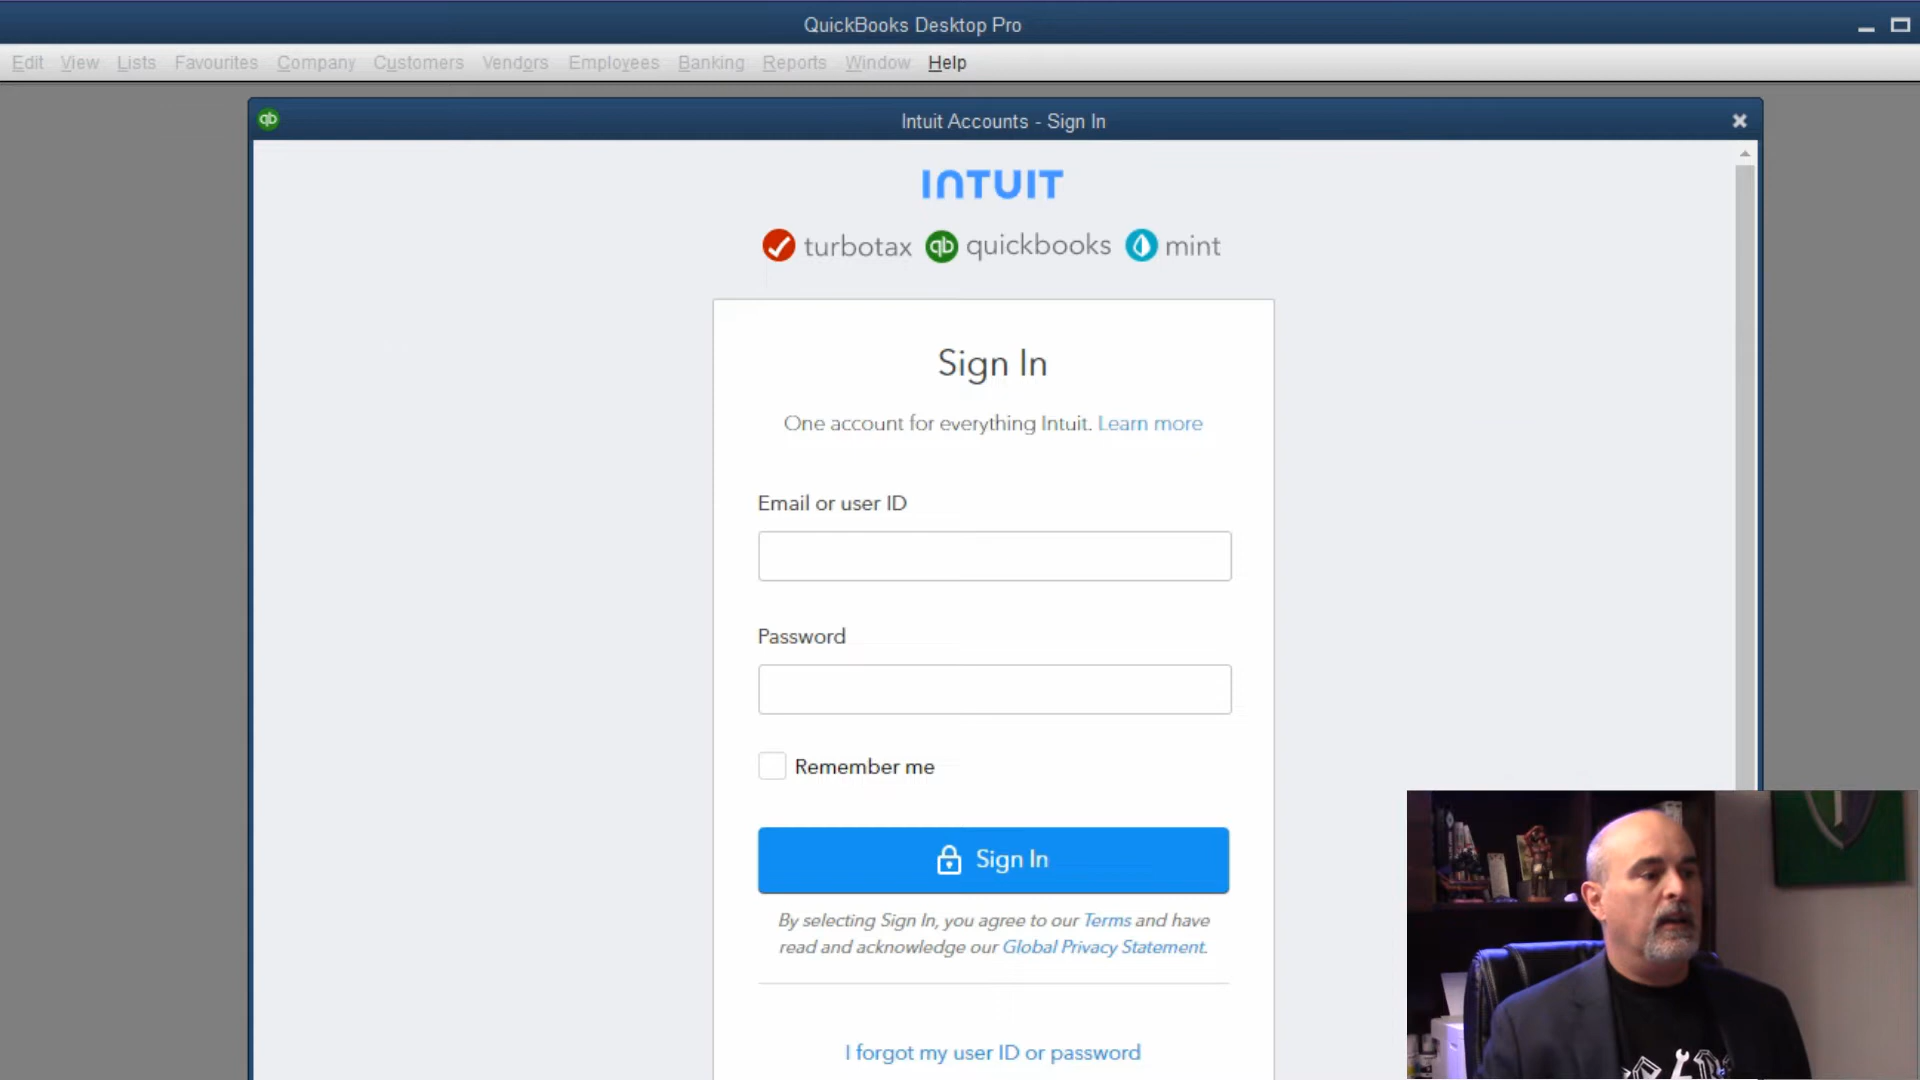 QuickBooks Desktop Pro
Edit View Lists Favourites Company Customers Vendors Employees Banking Reports Window Help
qb Intuit Accounts - Sign In
INTUIT
turbotax qb quickbooks mint
Sign In
One account for everything Intuit. Learn more
Email or user ID
Password
Remember me
Sign In
By selecting Sign In, you agree to our Terms and have
read and acknowledge our Global Privacy Statement.
I forgot my user ID or password